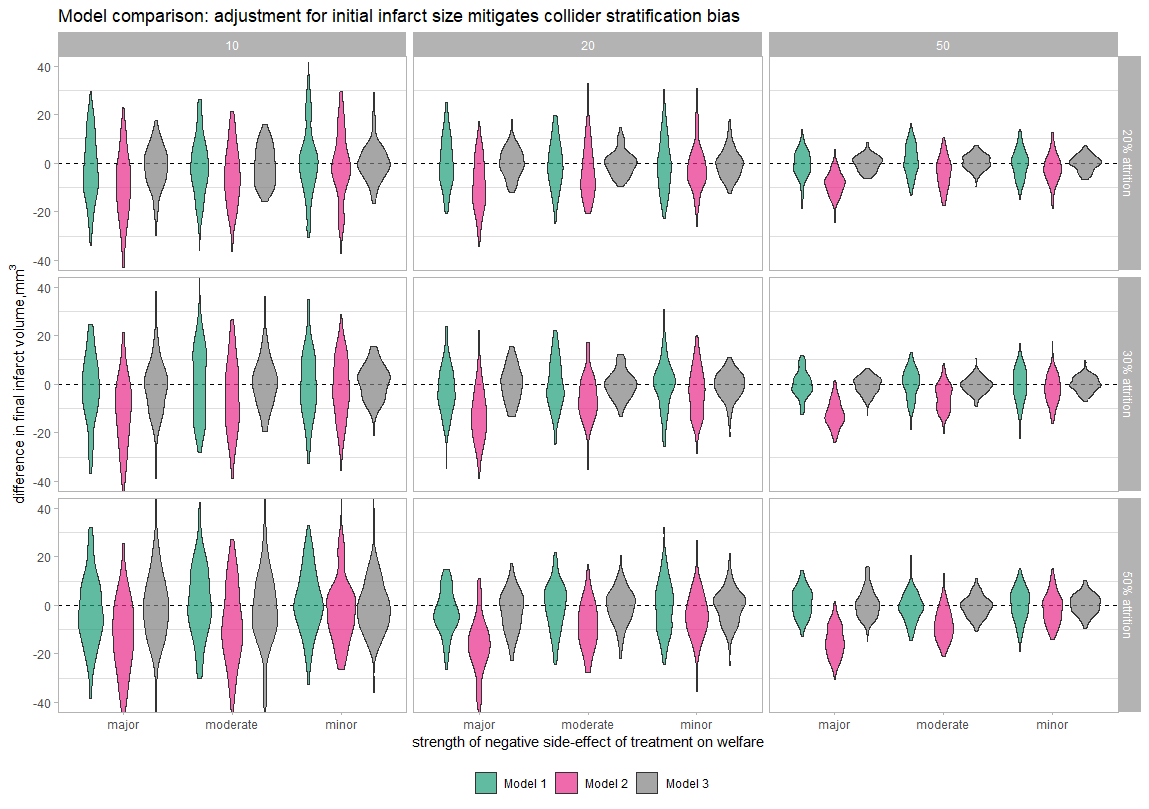 Model comparison: adjustment for initial infarct size mitigates collider stratification bias
10 20 50
40
20
0
-20
-40
20% attrition
40
20
0
-20
-40
30% attrition
40
20
0
-20
-40
50% attrition
difference in final infarct volume,mm³
major moderate minor major moderate minor major moderate minor
strength of negative side-effect of treatment on welfare
Model 1 Model 2 Model 3